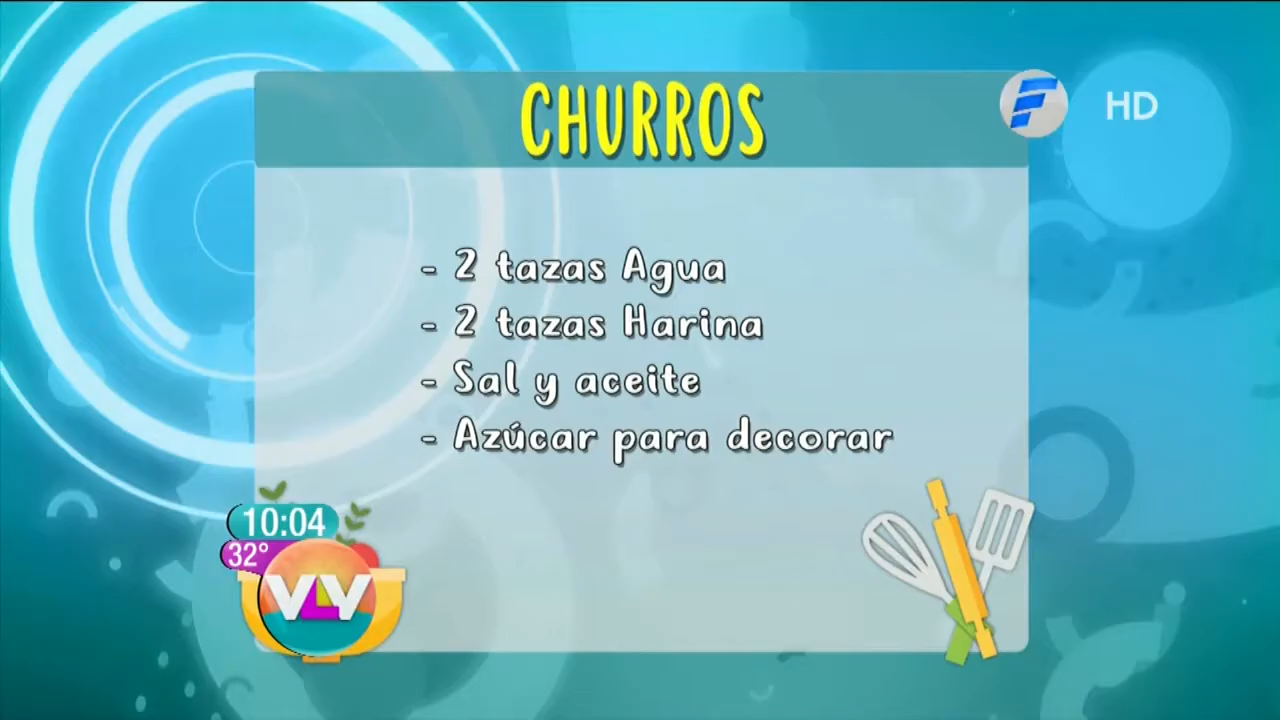 CHURROS
HD
- 2 tazas Agua
- 2 tazas Harina
- Sal y aceite
- Azúcar para decorar
10:04
32°
VLV